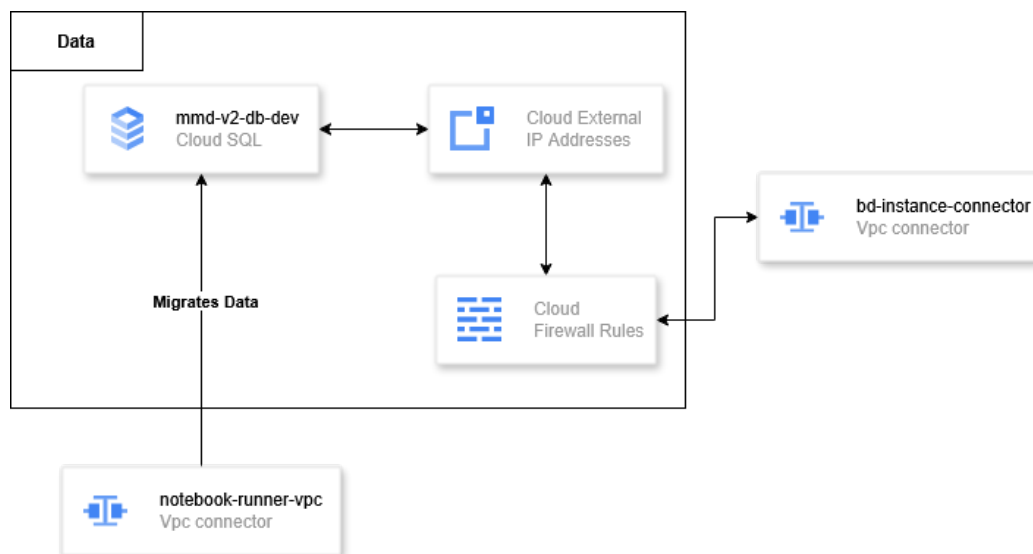 Data
mmd-v2-db-dev
Cloud SQL
Cloud External
IP Addresses
bd-instance-connector
Vpc connector
Migrates Data
Cloud
Firewall Rules
notebook-runner-vpc
Vpc connector